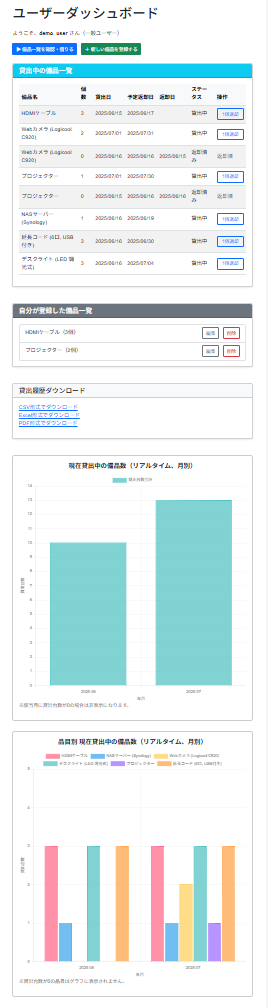 ユーザーダッシュボード
ようこそ、demo user さん（一般ユーザー）
▶ 備品一覧を確認・借りる
+ 新しい備品を登録する
貸出中の備品一覧
備品名 個数 貸出日 予定返却日 返却日 ステータス 操作
HDMIケーブル 3 2025/06/15 2025/06/17 貸出中 1個返却
Webカメラ (Logicool C920) 2 2025/07/01 2025/07/31 貸出中 1個返却
Webカメラ (Logicool C920) 0 2025/06/16 2025/06/16 2025/06/15 返却済み 返却済
プロジェクター 1 2025/07/01 2025/07/30 貸出中 1個返却
プロジェクター 0 2025/06/15 2025/06/16 2025/06/16 返却済み 返却済
NASサーバー (Synology) 1 2025/06/16 2025/06/19 貸出中 1個返却
延長コード (6口, USB付き) 3 2025/06/16 2025/06/30 貸出中 1個返却
デスクライト (LED 調光式) 3 2025/06/16 2025/07/04 貸出中 1個返却
自分が登録した備品一覧
HDMIケーブル（5個） 編集 削除
プロジェクター（2個） 編集 削除
貸出履歴ダウンロード
CSV形式でダウンロード
Excel形式でダウンロード
PDF形式でダウンロード
現在貸出中の備品数（リアルタイム、月別）
14
13
12
11
10
9
8
7
6
5
4
3
2
1
0
2025-06 2025-07
年月
※該当月に貸出台数が0の場合は非表示になります。
品目別 現在貸出中の備品数（リアルタイム、月別）
HDMIケーブル NASサーバー (Synology) Webカメラ (Logicool C920)
デスクライト (LED 調光式) プロジェクター 延長コード (6口, USB付き)
5
4
3
2
1
0
2025-06 2025-07
年月
※貸出台数が0の品目はグラフに表示されません。